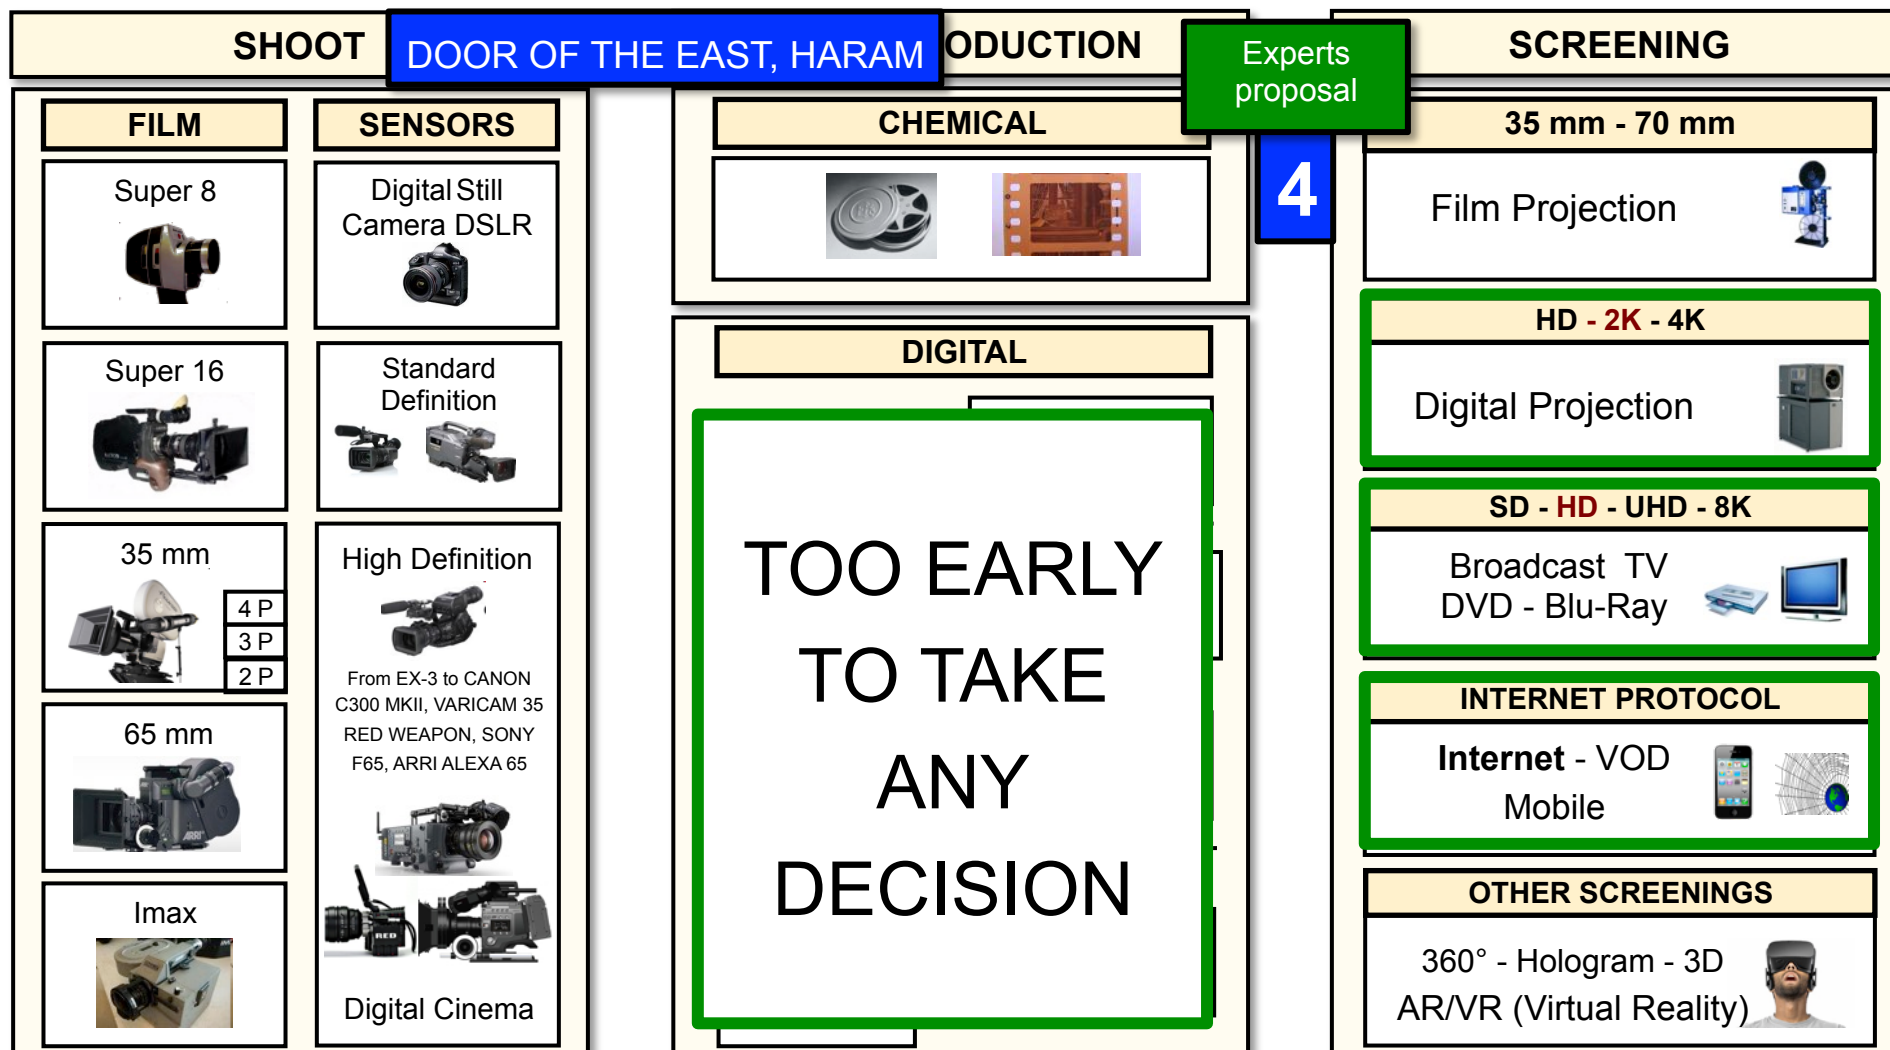 SHOOT
DOOR OF THE EAST, HARAM
ODUCTION
Experts
proposal
SCREENING
FILM
SENSORS
Super 8
Digital Still
Camera DSLR
Super 16
Standard
Definition
35 mm
4 P
3 P
2 P
High Definition
From EX-3 to CANON
C300 MKII, VARICAM 35
RED WEAPON, SONY
F65, ARRI ALEXA 65
65 mm
ARRI
Imax
RED
Digital Cinema
CHEMICAL
4
DIGITAL
TOO EARLY
TO TAKE
ANY
DECISION
35 mm - 70 mm
Film Projection
HD - 2K - 4K
Digital Projection
SD - HD - UHD - 8K
Broadcast TV
DVD - Blu-Ray
INTERNET PROTOCOL
Internet - VOD
Mobile
OTHER SCREENINGS
360° - Hologram - 3D
AR/VR (Virtual Reality)